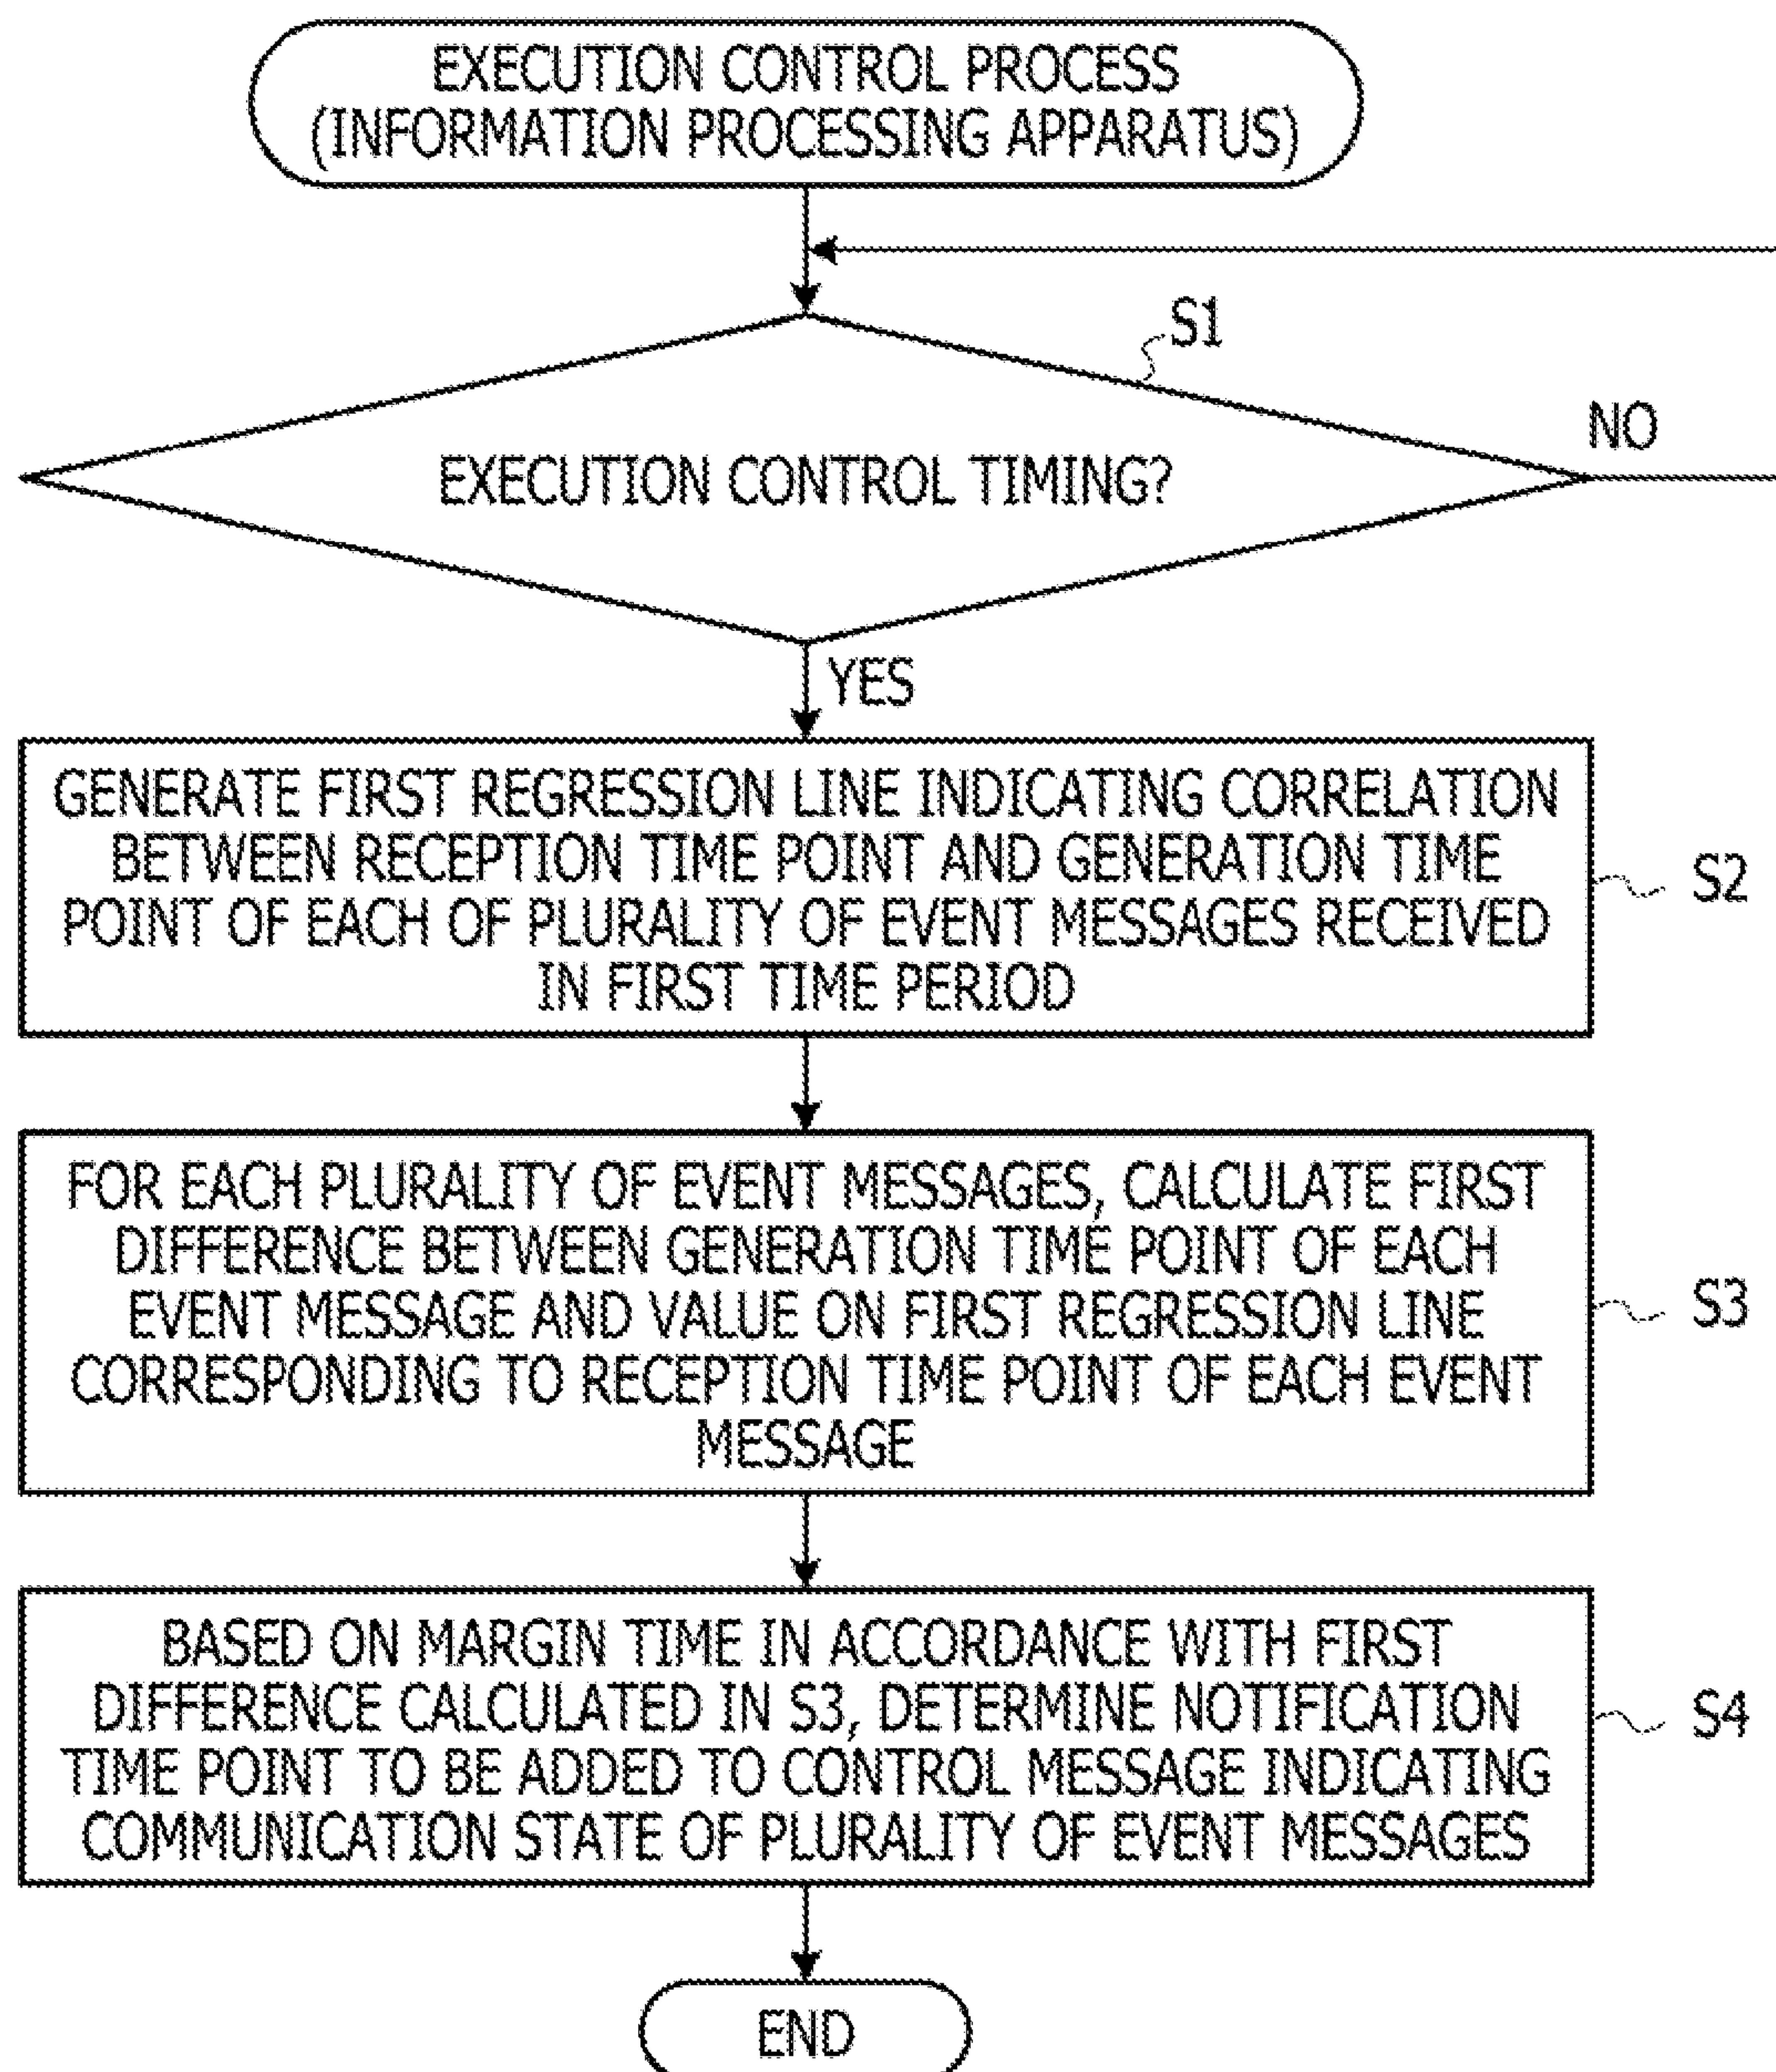 EXECUTION CONTROL PROCESS
(INFORMATION PROCESSING APPARATUS)
S1
NO
EXECUTION CONTROL TIMING?
YES
GENERATE FIRST REGRESSION LINE INDICATING CORRELATION
BETWEEN RECEPTION TIME POINT AND GENERATION TIME
POINT OF EACH OF PLURALITY OF EVENT MESSAGES RECEIVED
IN FIRST TIME PERIOD
S2
FOR EACH PLURALITY OF EVENT MESSAGES, CALCULATE FIRST
DIFFERENCE BETWEEN GENERATION TIME POINT OF EACH
EVENT MESSAGE AND VALUE ON FIRST REGRESSION LINE
CORRESPONDING TO RECEPTION TIME POINT OF EACH EVENT
MESSAGE
S3
BASED ON MARGIN TIME IN ACCORDANCE WITH FIRST
DIFFERENCE CALCULATED IN S3, DETERMINE NOTIFICATION
TIME POINT TO BE ADDED TO CONTROL MESSAGE INDICATING
COMMUNICATION STATE OF PLURALITY OF EVENT MESSAGES
S4
END